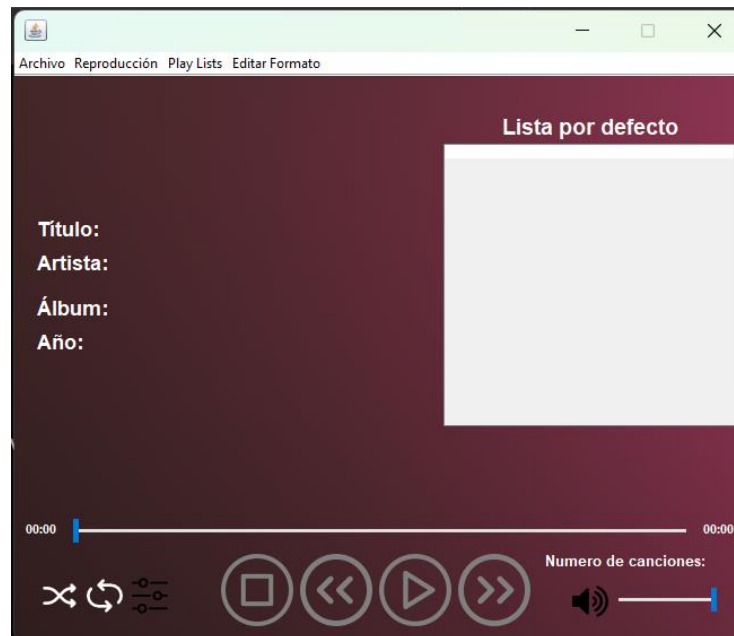 Archivo Reproducción Play Lists Editar Formato
Lista por defecto
Título:
Artista:
Álbum:
Año:
00:00 00:00
Numero de canciones: